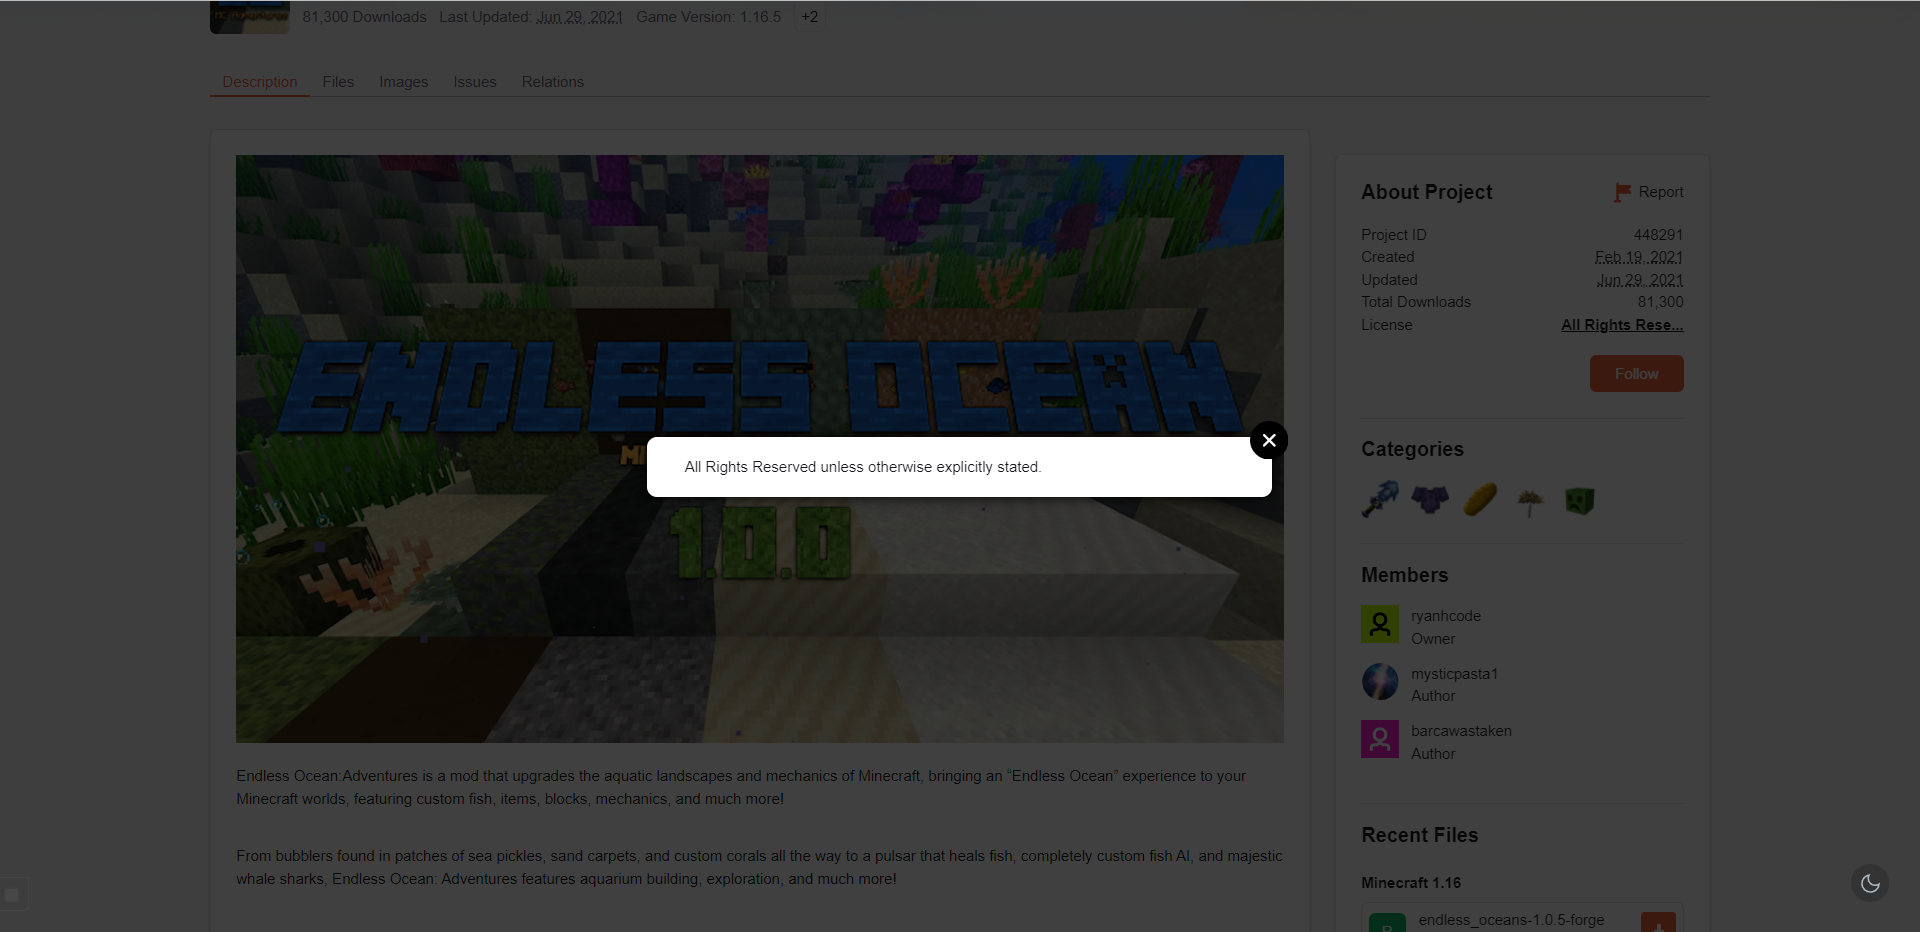 81,300 Downloads Last Updated: Jun 29, 2021 Game Version: 1.16.5 +2
Description Files Images Issues Relations
ENDLESS OCEAN
1.0.0
All Rights Reserved unless otherwise explicitly stated.
Endless Ocean:Adventures is a mod that upgrades the aquatic landscapes and mechanics of Minecraft, bringing an “Endless Ocean” experience to your
Minecraft worlds, featuring custom fish, items, blocks, mechanics, and much more!
From bubblers found in patches of sea pickles, sand carpets, and custom corals all the way to a pulsar that heals fish, completely custom fish AI, and majestic
whale sharks, Endless Ocean: Adventures features aquarium building, exploration, and much more!
About Project Report
Project ID 448291
Created Feb 19, 2021
Updated Jun 29, 2021
Total Downloads 81,300
License All Rights Rese...
Follow
Categories
Members
ryanhcode
Owner
mysticpasta1
Author
barcawastaken
Author
Recent Files
Minecraft 1.16
endless_oceans-1.0.5-forge